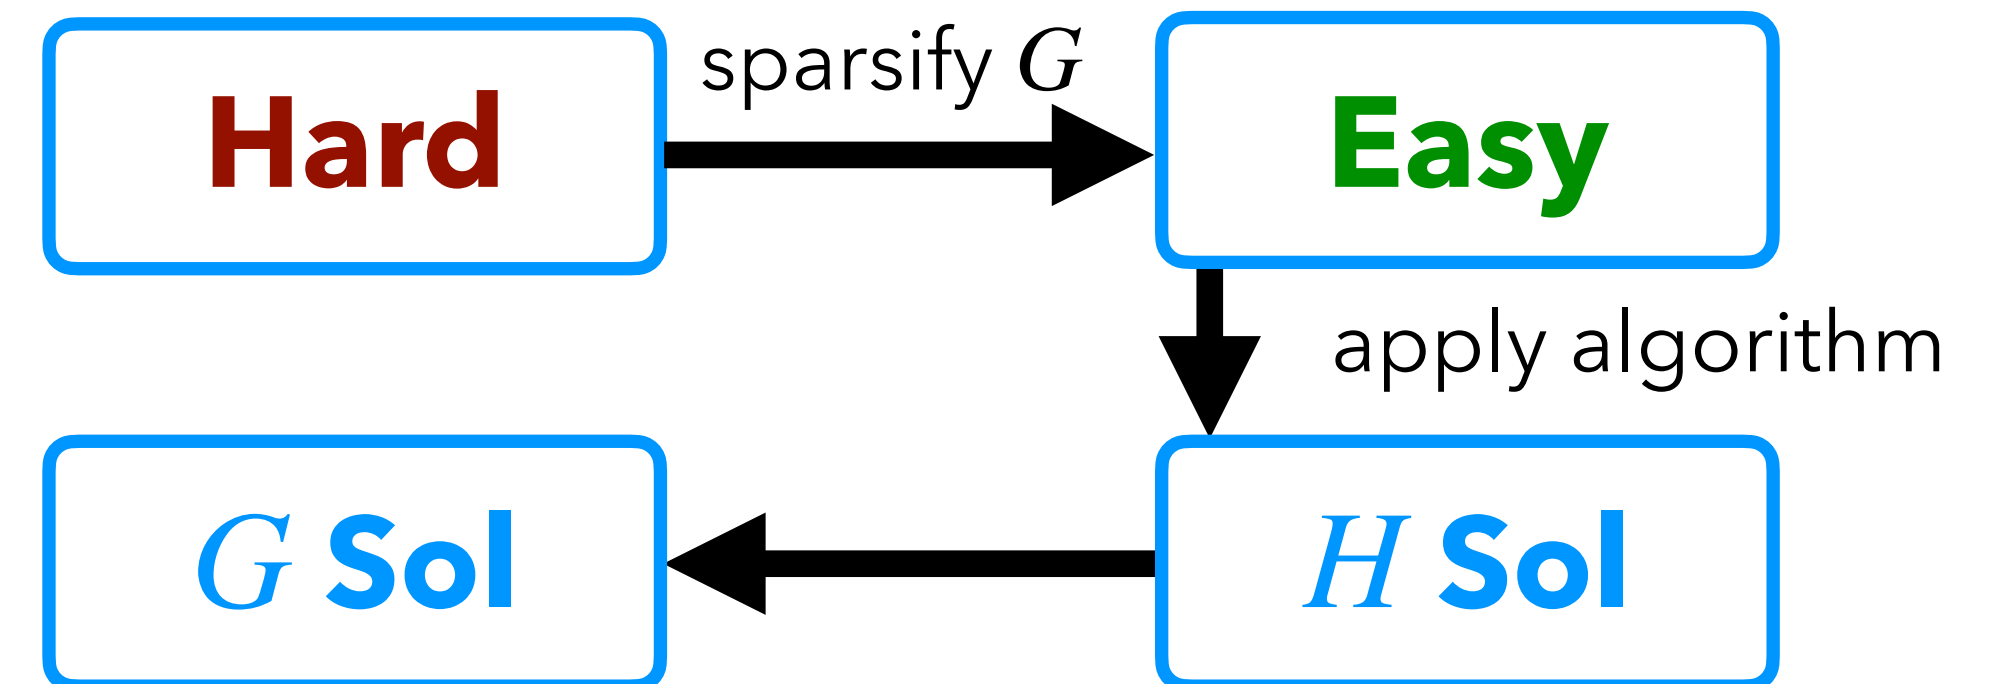 sparsify G
Hard
Easy
apply algorithm
G Sol
H Sol